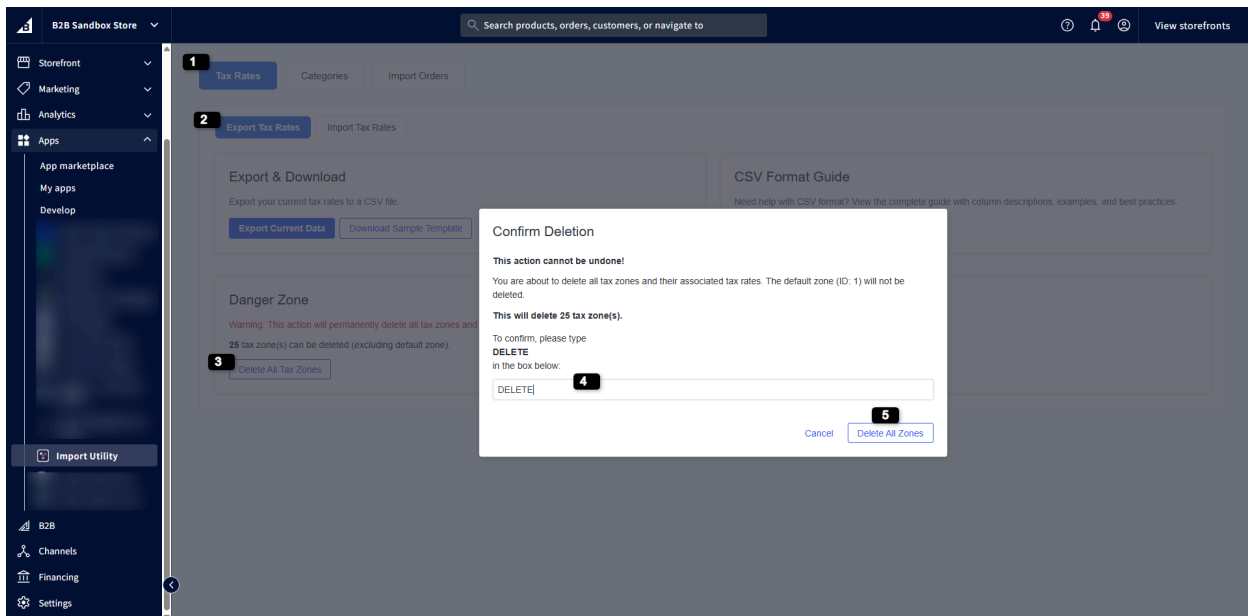 B2B Sandbox Store
Search products, orders, customers, or navigate to
39
View storefronts
Storefront
Marketing
Analytics
Apps
App marketplace
My apps
Develop
Import Utility
B2B
Channels
Financing
Settings
1
Tax Rates
Categories
Import Orders
2
Export Tax Rates
Import Tax Rates
Export & Download
Export your current tax rates to a CSV file.
Export Current Data
Download Sample Template
CSV Format Guide
Need help with CSV format? View the complete guide with column descriptions, examples, and best practices.
Danger Zone
Warning: This action will permanently delete all tax zones and
25 tax zone(s) can be deleted (excluding default zone).
3
Delete All Tax Zones
Confirm Deletion
This action cannot be undone!
You are about to delete all tax zones and their associated tax rates. The default zone (ID: 1) will not be
deleted.
This will delete 25 tax zone(s).
To confirm, please type
DELETE
in the box below:
4
DELETE
5
Cancel
Delete All Zones